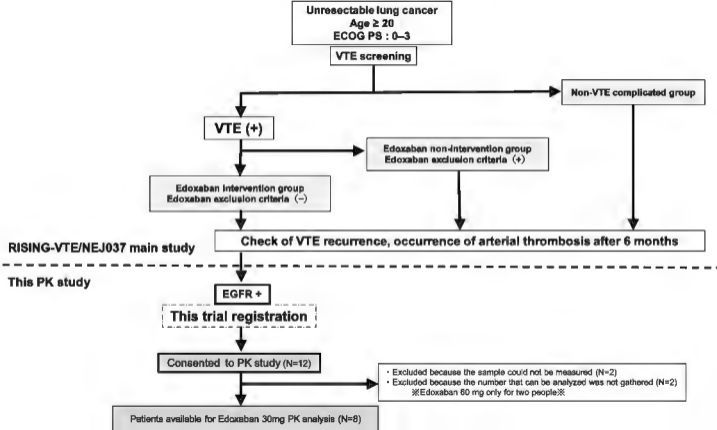 Unresectable lung cancer
Age ≥ 20
ECOG PS : 0–3
VTE screening
Non-VTE complicated group
VTE (+)
Edoxaban non-intervention group
Edoxaban exclusion criteria (+)
Edoxaban intervention group
Edoxaban exclusion criteria (−)
Check of VTE recurrence, occurrence of arterial thrombosis after 6 months
RISING-VTE/NEJ037 main study
This PK study
EGFR +
This trial registration
Consented to PK study (N=12)
・Excluded because the sample could not be measured (N=2)
・Excluded because the number that can be analyzed was not gathered (N=2)
※Edoxaban 60 mg only for two people※
Patients available for Edoxaban 30mg PK analysis (N=8)